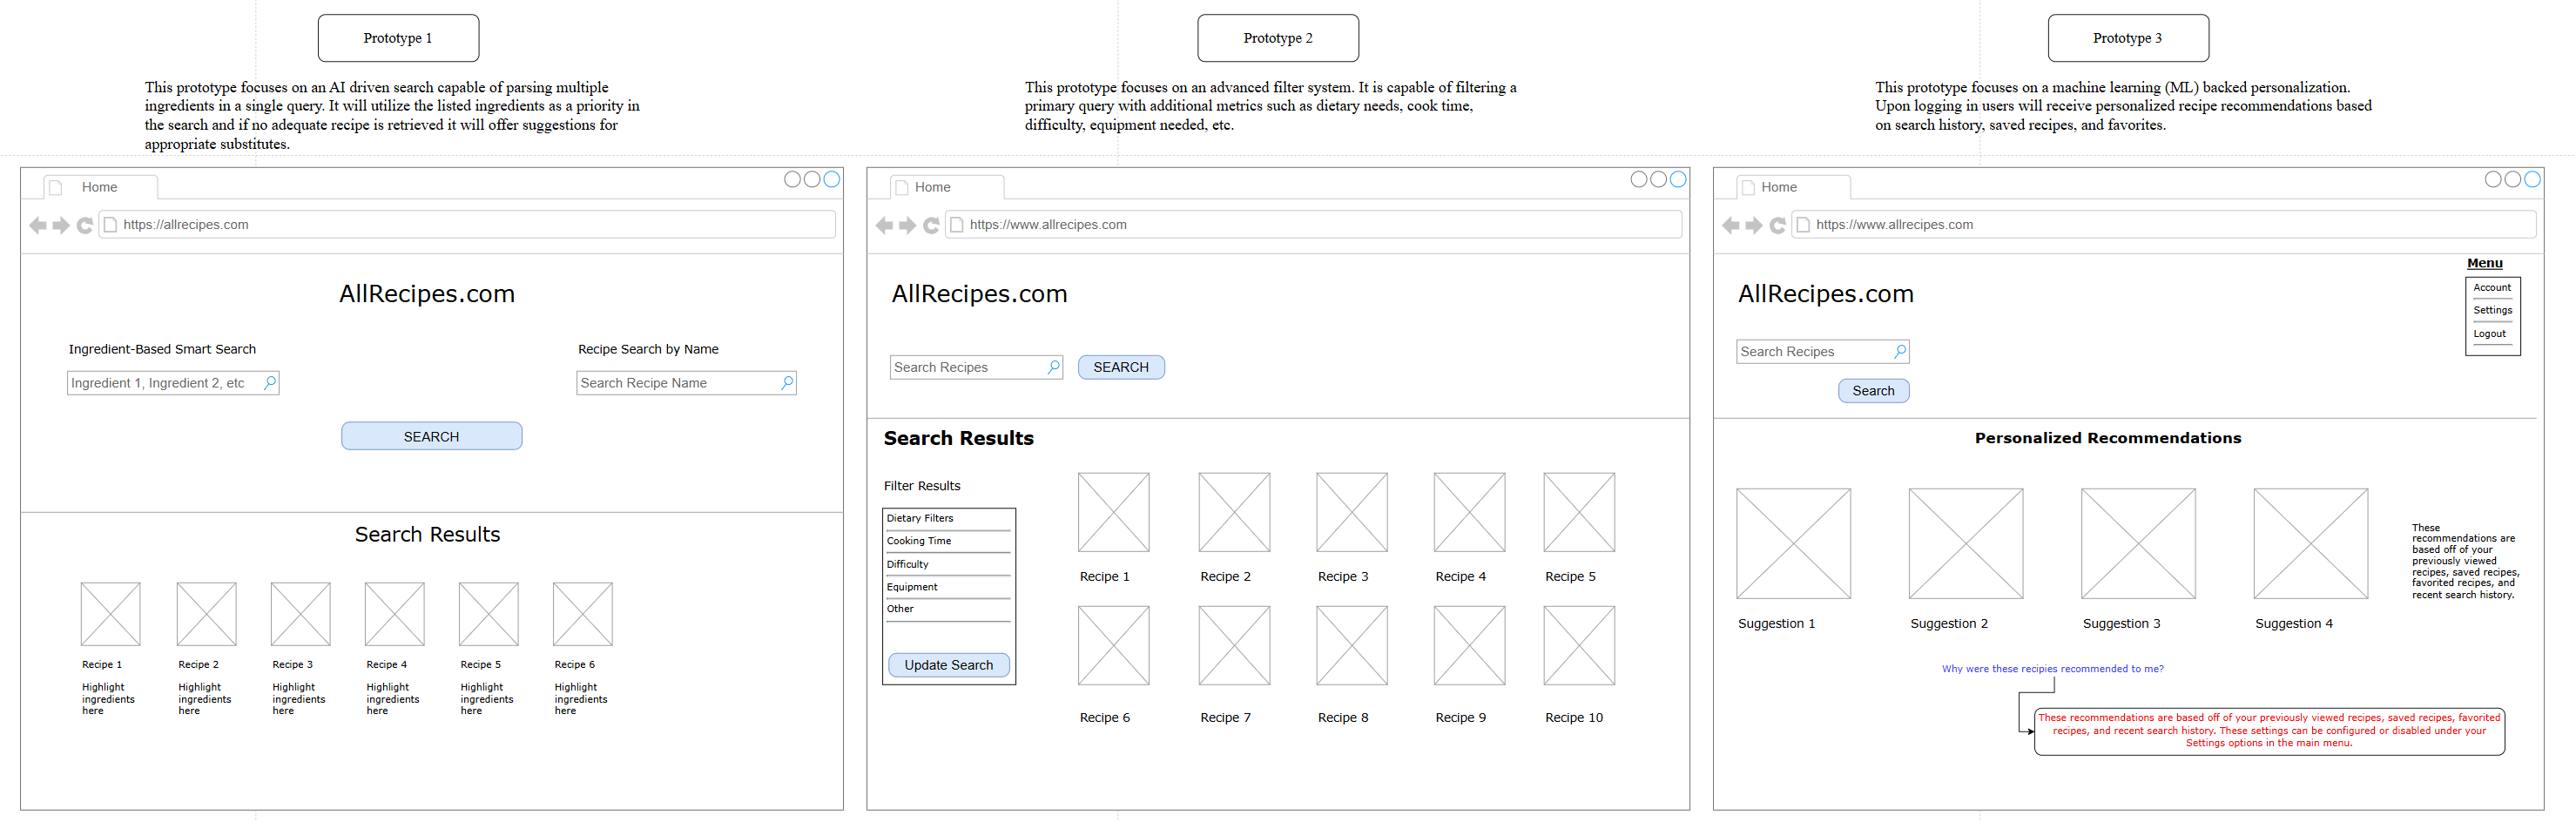 Prototype 1
This prototype focuses on an AI driven search capable of parsing multiple
ingredients in a single query. It will utilize the listed ingredients as a priority in
the search and if no adequate recipe is retrieved it will offer suggestions for
appropriate substitutes.
Home
https://allrecipes.com
AllRecipes.com
Ingredient-Based Smart Search
Recipe Search by Name
Ingredient 1, Ingredient 2, etc
Search Recipe Name
SEARCH
Search Results
Recipe 1
Recipe 2
Recipe 3
Recipe 4
Recipe 5
Recipe 6
Highlight
ingredients
here
Highlight
ingredients
here
Highlight
ingredients
here
Highlight
ingredients
here
Highlight
ingredients
here
Highlight
ingredients
here
Prototype 2
This prototype focuses on an advanced filter system. It is capable of filtering a
primary query with additional metrics such as dietary needs, cook time,
difficulty, equipment needed, etc.
Home
https://www.allrecipes.com
AllRecipes.com
Search Recipes
SEARCH
Search Results
Filter Results
Dietary Filters
Cooking Time
Difficulty
Equipment
Other
Update Search
Recipe 1
Recipe 2
Recipe 3
Recipe 4
Recipe 5
Recipe 6
Recipe 7
Recipe 8
Recipe 9
Recipe 10
Prototype 3
This prototype focuses on a machine learning (ML) backed personalization.
Upon logging in users will receive personalized recipe recommendations based
on search history, saved recipes, and favorites.
Home
https://www.allrecipes.com
Menu
Account
Settings
Logout
AllRecipes.com
Search Recipes
Search
Personalized Recommendations
Suggestion 1
Suggestion 2
Suggestion 3
Suggestion 4
These
recommendations are
based off of your
previously viewed
recipes, saved recipes,
favorited recipes, and
recent search history.
Why were these recipies recommended to me?
These recommendations are based off of your previously viewed recipes, saved recipes, favorited
recipes, and recent search history. These settings can be configured or disabled under your
Settings options in the main menu.